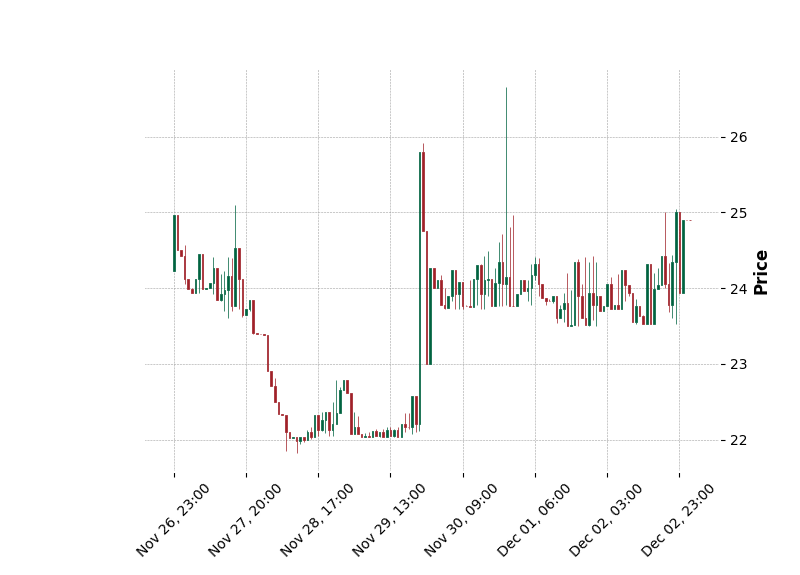 26
25
24
23
22
Price
Nov 26, 23:00
Nov 27, 20:00
Nov 28, 17:00
Nov 29, 13:00
Nov 30, 09:00
Dec 01, 06:00
Dec 02, 03:00
Dec 02, 23:00